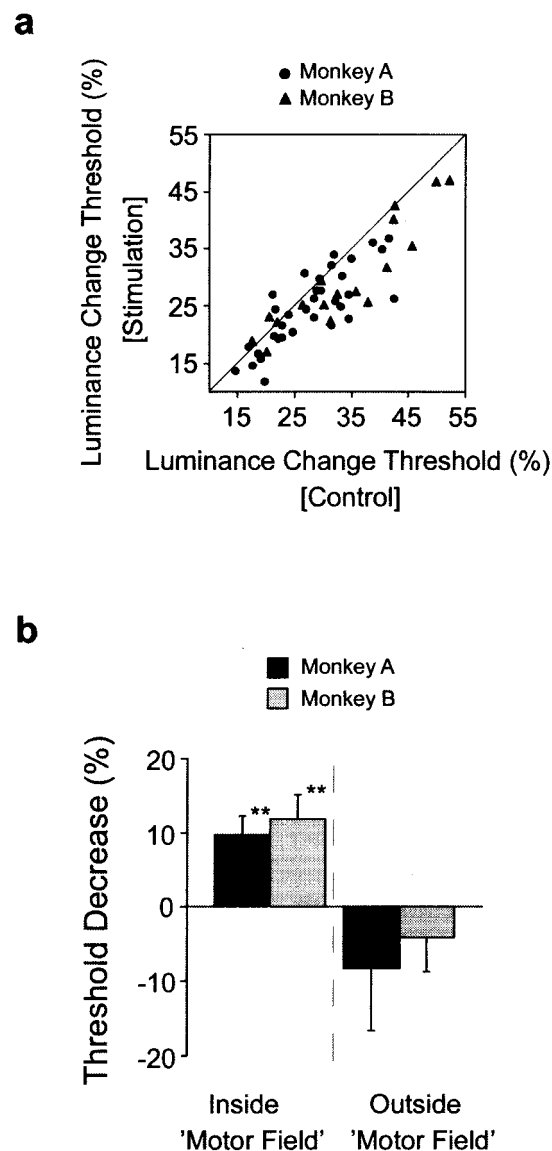 a
Monkey A
Monkey B
Luminance Change Threshold (%)
[Stimulation]
55
45
35
25
15
15 25 35 45 55
Luminance Change Threshold (%)
[Control]
b
Monkey A
Monkey B
Threshold Decrease (%)
20
10
0
-10
-20
** **
Inside Outside
'Motor Field' 'Motor Field'